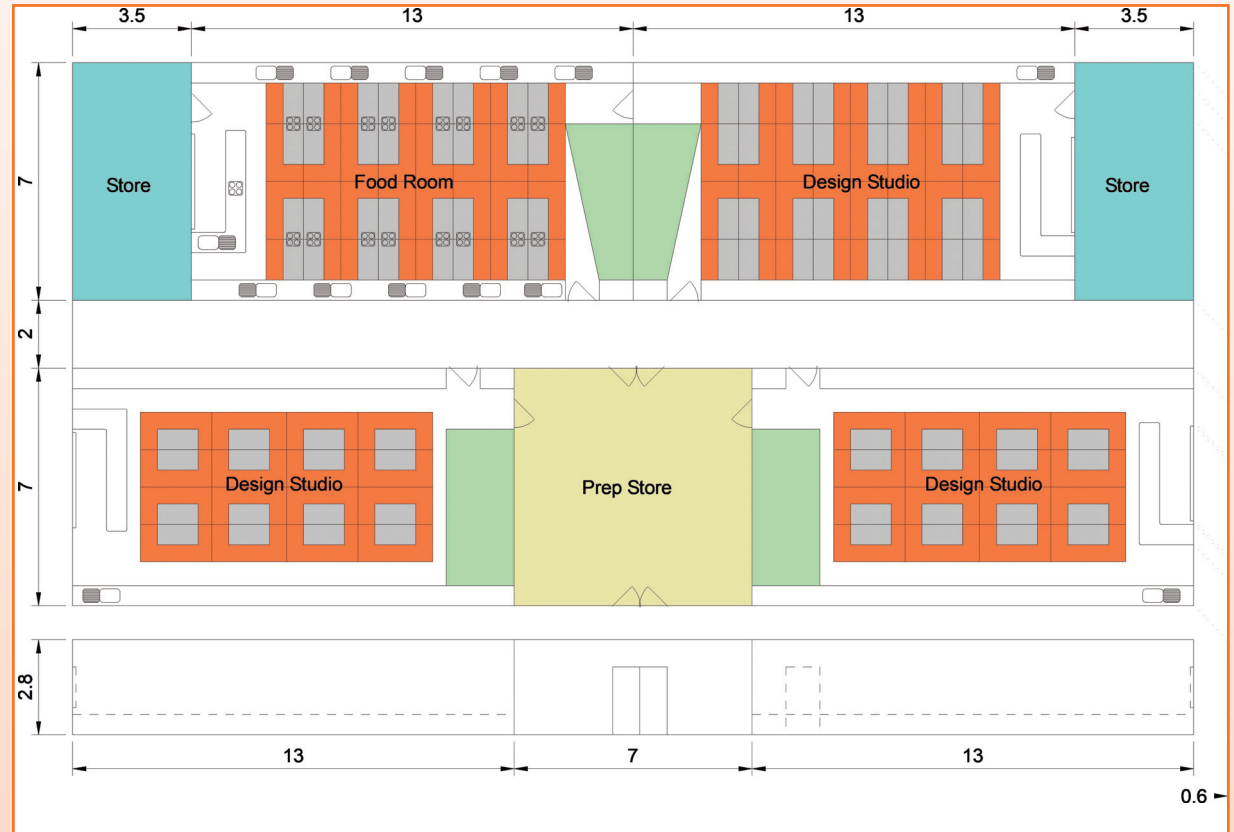 3.5 13 13 3.5
7
Store
Food Room
Design Studio
Store
2
7
Design Studio
Prep Store
Design Studio
2.8
13 7 13
0.6